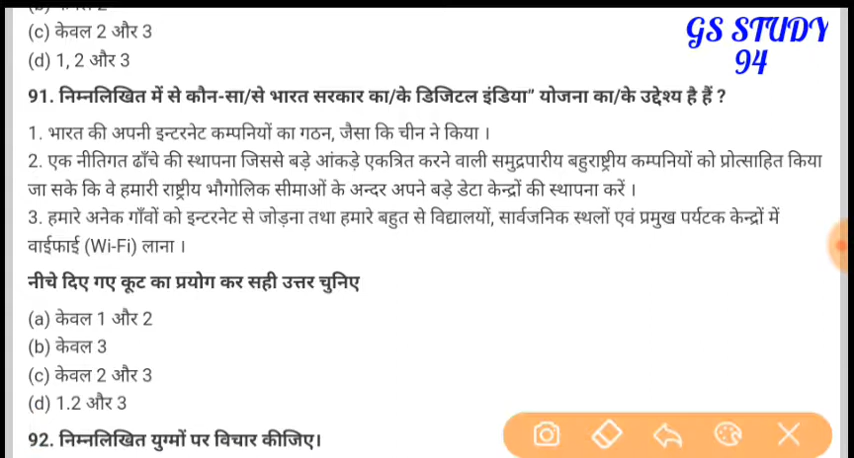 (c) केवल 2 और 3
GS STUDY
(d) 1, 2 और 3
94
91. निम्नलिखित में से कौन-सा/से भारत सरकार का/के डिजिटल इंडिया" योजना का/के उद्देश्य है हैं ?
1. भारत की अपनी इन्टरनेट कम्पनियों का गठन, जैसा कि चीन ने किया ।
2. एक नीतिगत ढाँचे की स्थापना जिससे बड़े आंकड़े एकत्रित करने वाली समुद्रपारीय बहुराष्ट्रीय कम्पनियों को प्रोत्साहित किया
जा सके कि वे हमारी राष्ट्रीय भौगोलिक सीमाओं के अन्दर अपने बड़े डेटा केन्द्रों की स्थापना करें ।
3. हमारे अनेक गाँवों को इन्टरनेट से जोड़ना तथा हमारे बहुत से विद्यालयों, सार्वजनिक स्थलों एवं प्रमुख पर्यटक केन्द्रों में
वाईफाई (Wi-Fi) लाना ।
नीचे दिए गए कूट का प्रयोग कर सही उत्तर चुनिए
(a) केवल 1 और 2
(b) केवल 3
(c) केवल 2 और 3
(d) 1.2 और 3
92. निम्नलिखित युग्मों पर विचार कीजिए।